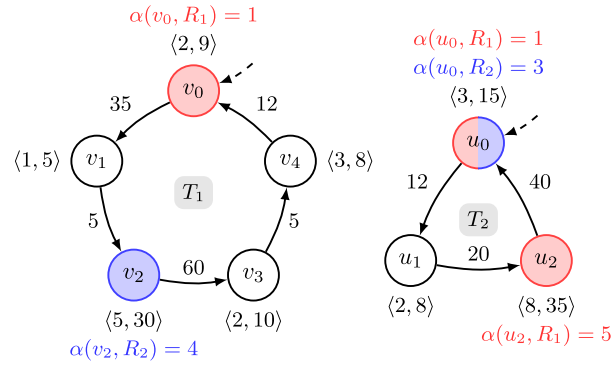 α(v₀, R₁) = 1
⟨2, 9⟩
v₀
35
12
⟨1, 5⟩
v₁
v₄
⟨3, 8⟩
T₁
5
5
v₂
60
v₃
⟨5, 30⟩
⟨2, 10⟩
α(v₂, R₂) = 4
α(u₀, R₁) = 1
α(u₀, R₂) = 3
⟨3, 15⟩
u₀
12
40
T₂
u₁
20
u₂
⟨2, 8⟩
⟨8, 35⟩
α(u₂, R₁) = 5